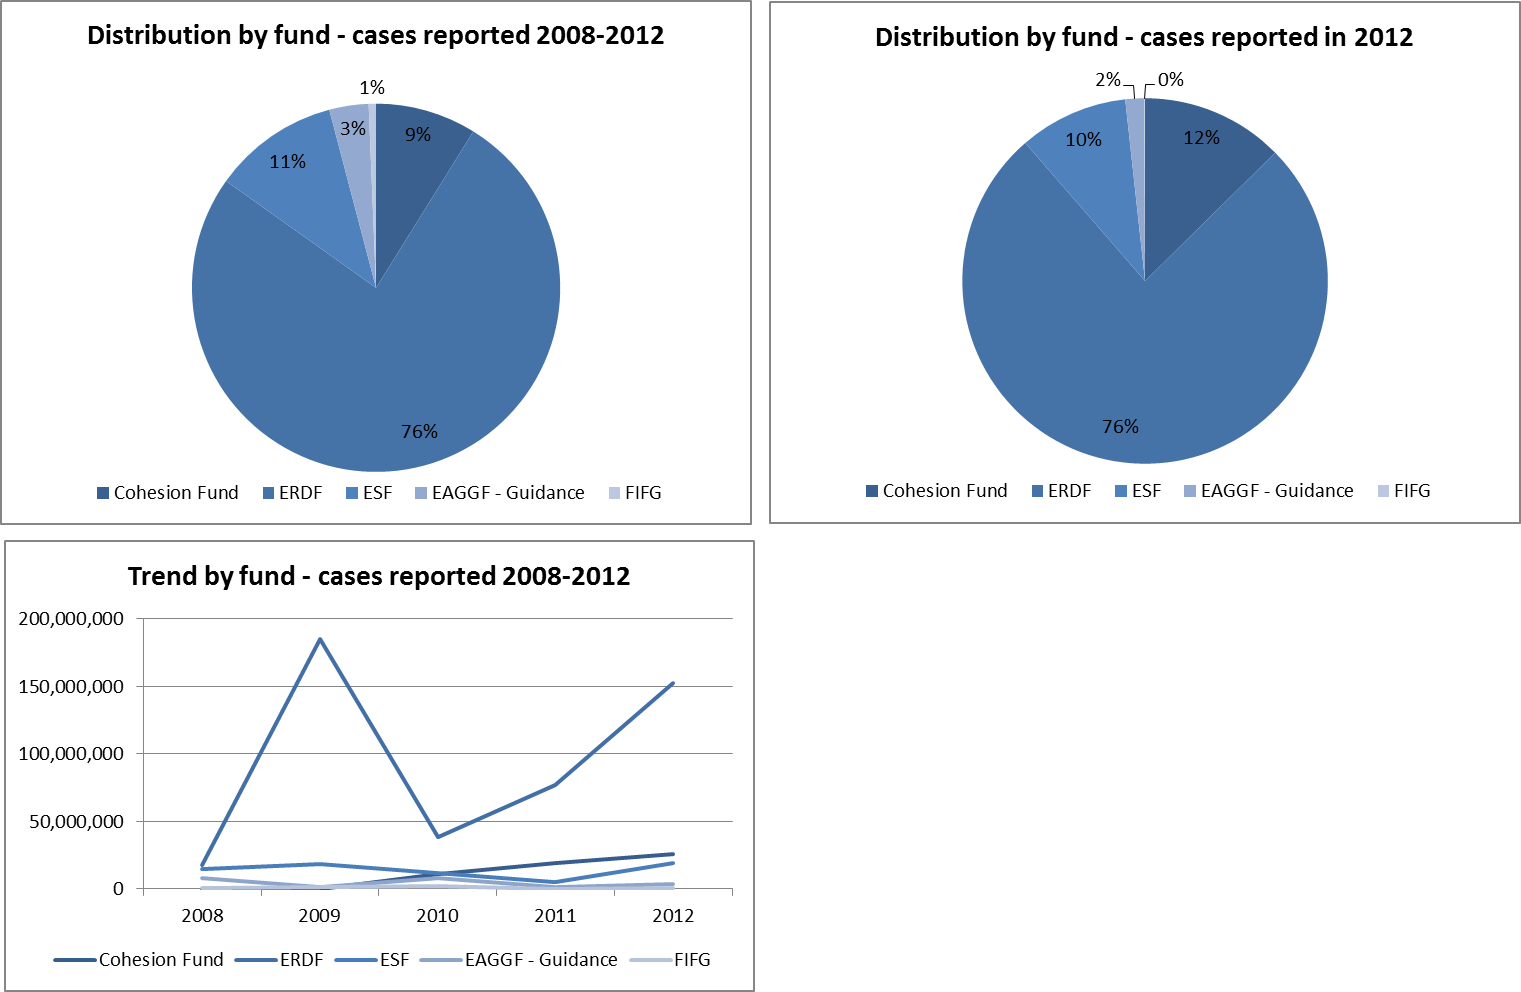 Distribution by fund - cases reported 2008-2012
1%
3%
9%
11%
76%
Cohesion Fund ERDF ESF EAGGF - Guidance FIFG
Distribution by fund - cases reported in 2012
2% 0%
12%
10%
76%
Cohesion Fund ERDF ESF EAGGF - Guidance FIFG
Trend by fund - cases reported 2008-2012
200,000,000
150,000,000
100,000,000
50,000,000
0
2008 2009 2010 2011 2012
Cohesion Fund ERDF ESF EAGGF - Guidance FIFG